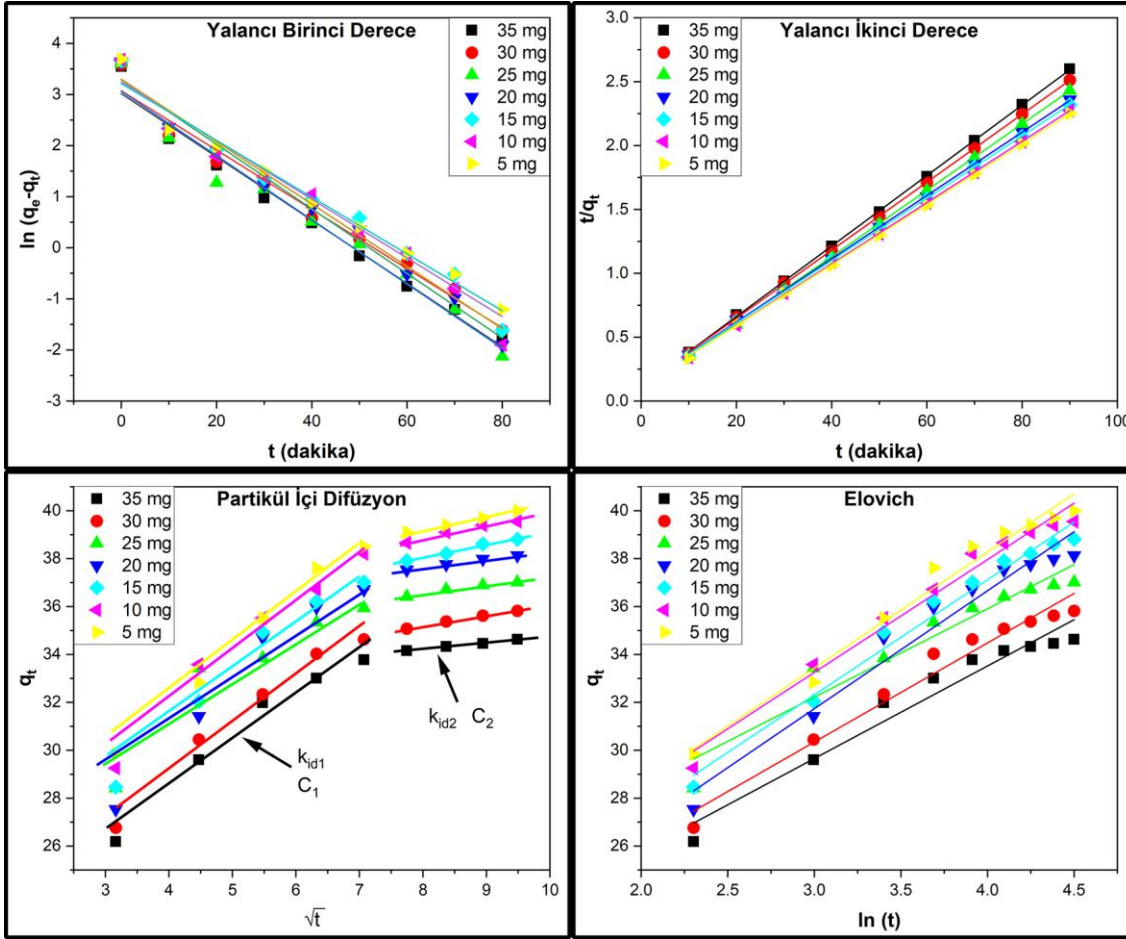 Yalancı Birinci Derece
35 mg
30 mg
25 mg
20 mg
15 mg
10 mg
5 mg
4
3
2
1
0
-1
-2
-3
ln (qe-qt)
0 20 40 60 80
t (dakika)
Yalancı İkinci Derece
35 mg
30 mg
25 mg
20 mg
15 mg
10 mg
5 mg
3.0
2.5
2.0
1.5
1.0
0.5
0.0
t/qt
0 20 40 60 80 100
t (dakika)
Partikül İçi Difüzyon
35 mg
30 mg
25 mg
20 mg
15 mg
10 mg
5 mg
40
38
36
34
32
30
28
26
qt
kid1
C1
kid2 C2
3 4 5 6 7 8 9 10
√t
Elovich
35 mg
30 mg
25 mg
20 mg
15 mg
10 mg
5 mg
40
38
36
34
32
30
28
26
qt
2.0 2.5 3.0 3.5 4.0 4.5
ln (t)